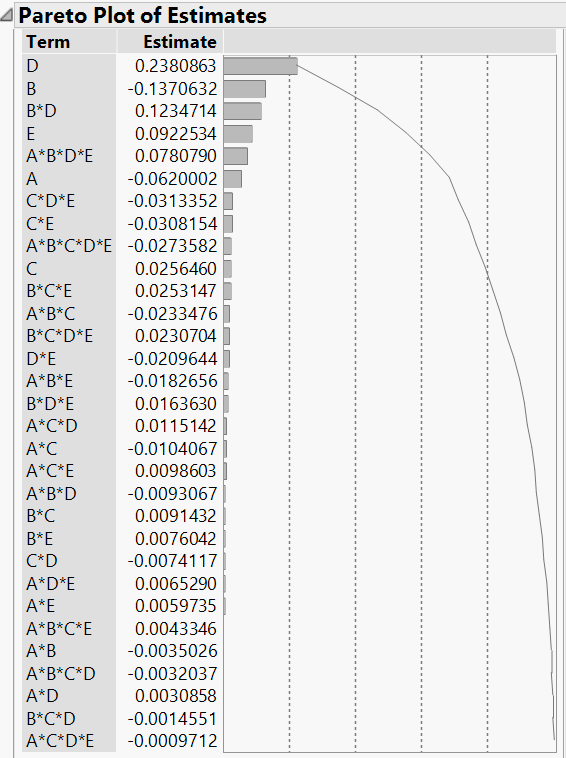 Pareto Plot of Estimates
Term Estimate
D 0.2380863
B -0.1370632
B*D 0.1234714
E 0.0922534
A*B*D*E 0.0780790
A -0.0620002
C*D*E -0.0313352
C*E -0.0308154
A*B*C*D*E -0.0273582
C 0.0256460
B*C*E 0.0253147
A*B*C -0.0233476
B*C*D*E 0.0230704
D*E -0.0209644
A*B*E -0.0182656
B*D*E 0.0163630
A*C*D 0.0115142
A*C -0.0104067
A*C*E 0.0098603
A*B*D -0.0093067
B*C 0.0091432
B*E 0.0076042
C*D -0.0074117
A*D*E 0.0065290
A*E 0.0059735
A*B*C*E 0.0043346
A*B -0.0035026
A*B*C*D -0.0032037
A*D 0.0030858
B*C*D -0.0014551
A*C*D*E -0.0009712